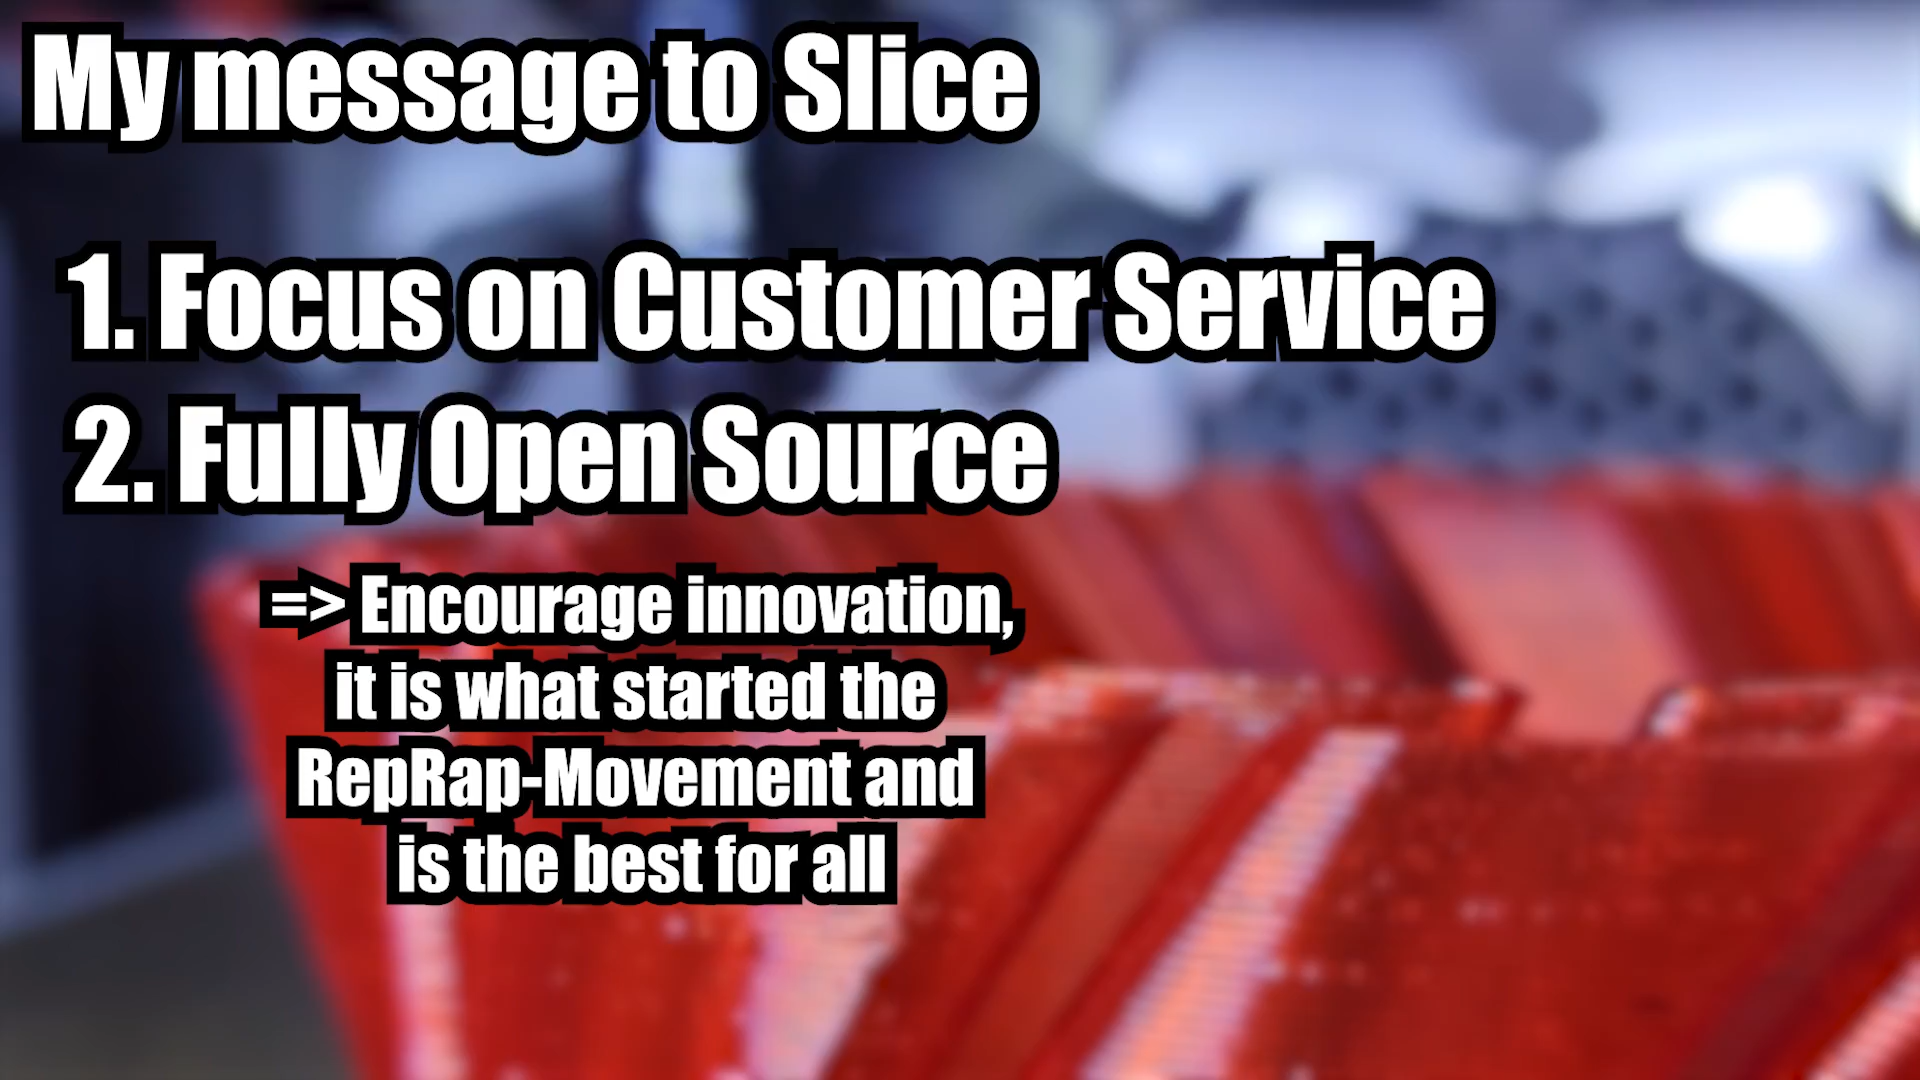 My message to Slice
1. Focus on Customer Service
2. Fully Open Source
=> Encourage innovation,
it is what started the
RepRap-Movement and
is the best for all